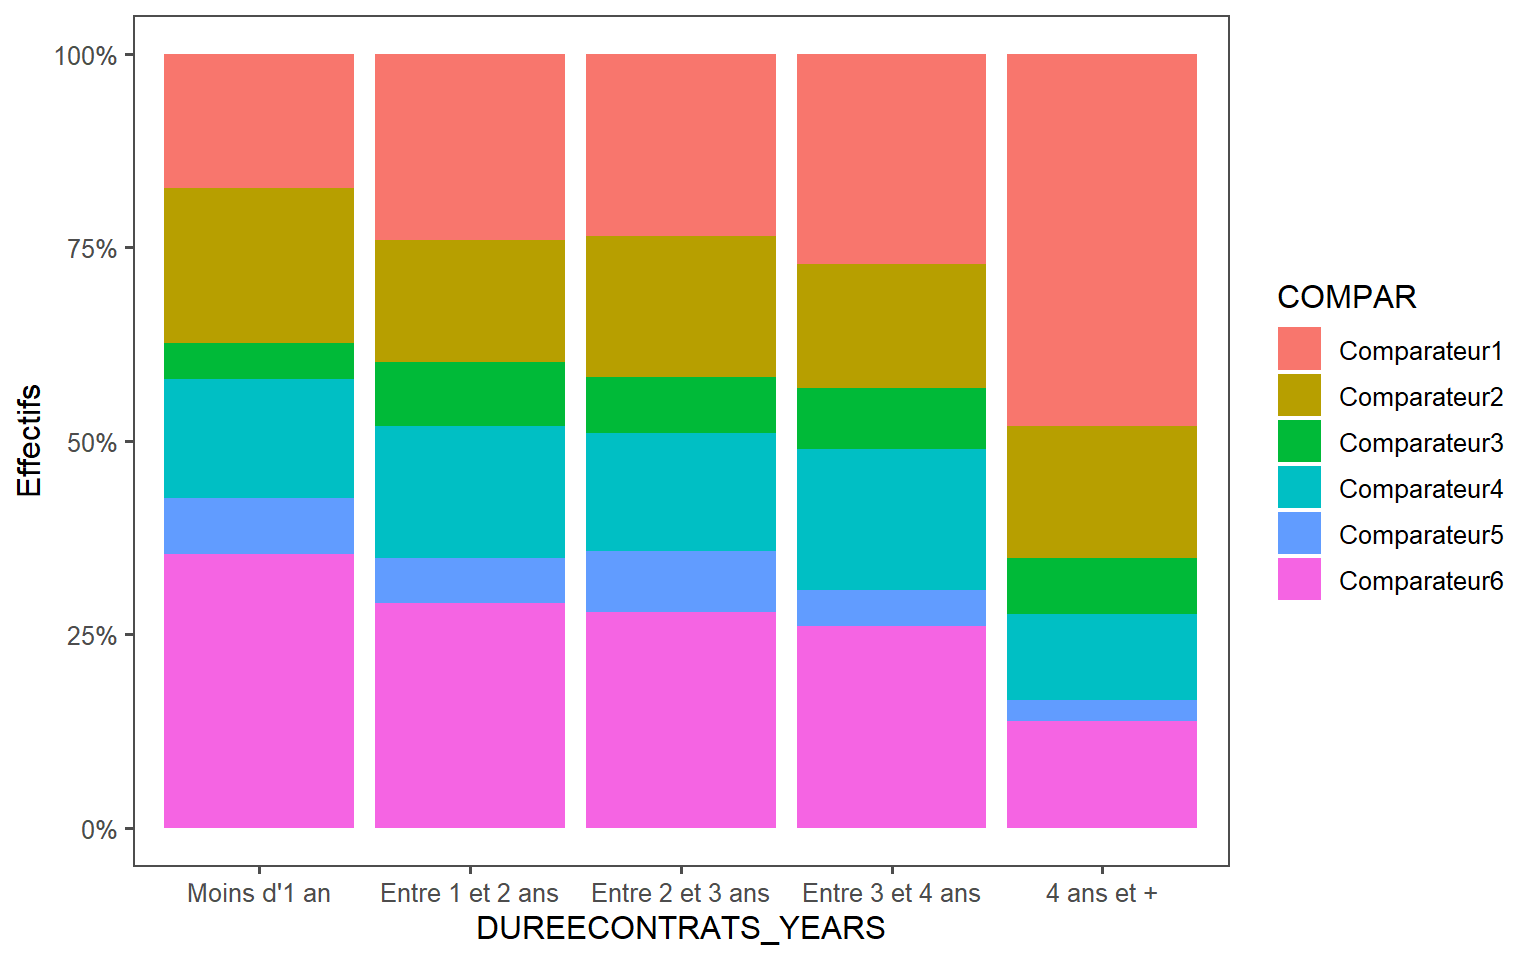 100%
75%
50%
25%
0%
Effectifs
Moins d'1 an
Entre 1 et 2 ans
Entre 2 et 3 ans
Entre 3 et 4 ans
4 ans et +
DUREECONTRATS_YEARS
COMPAR
Comparateur1
Comparateur2
Comparateur3
Comparateur4
Comparateur5
Comparateur6